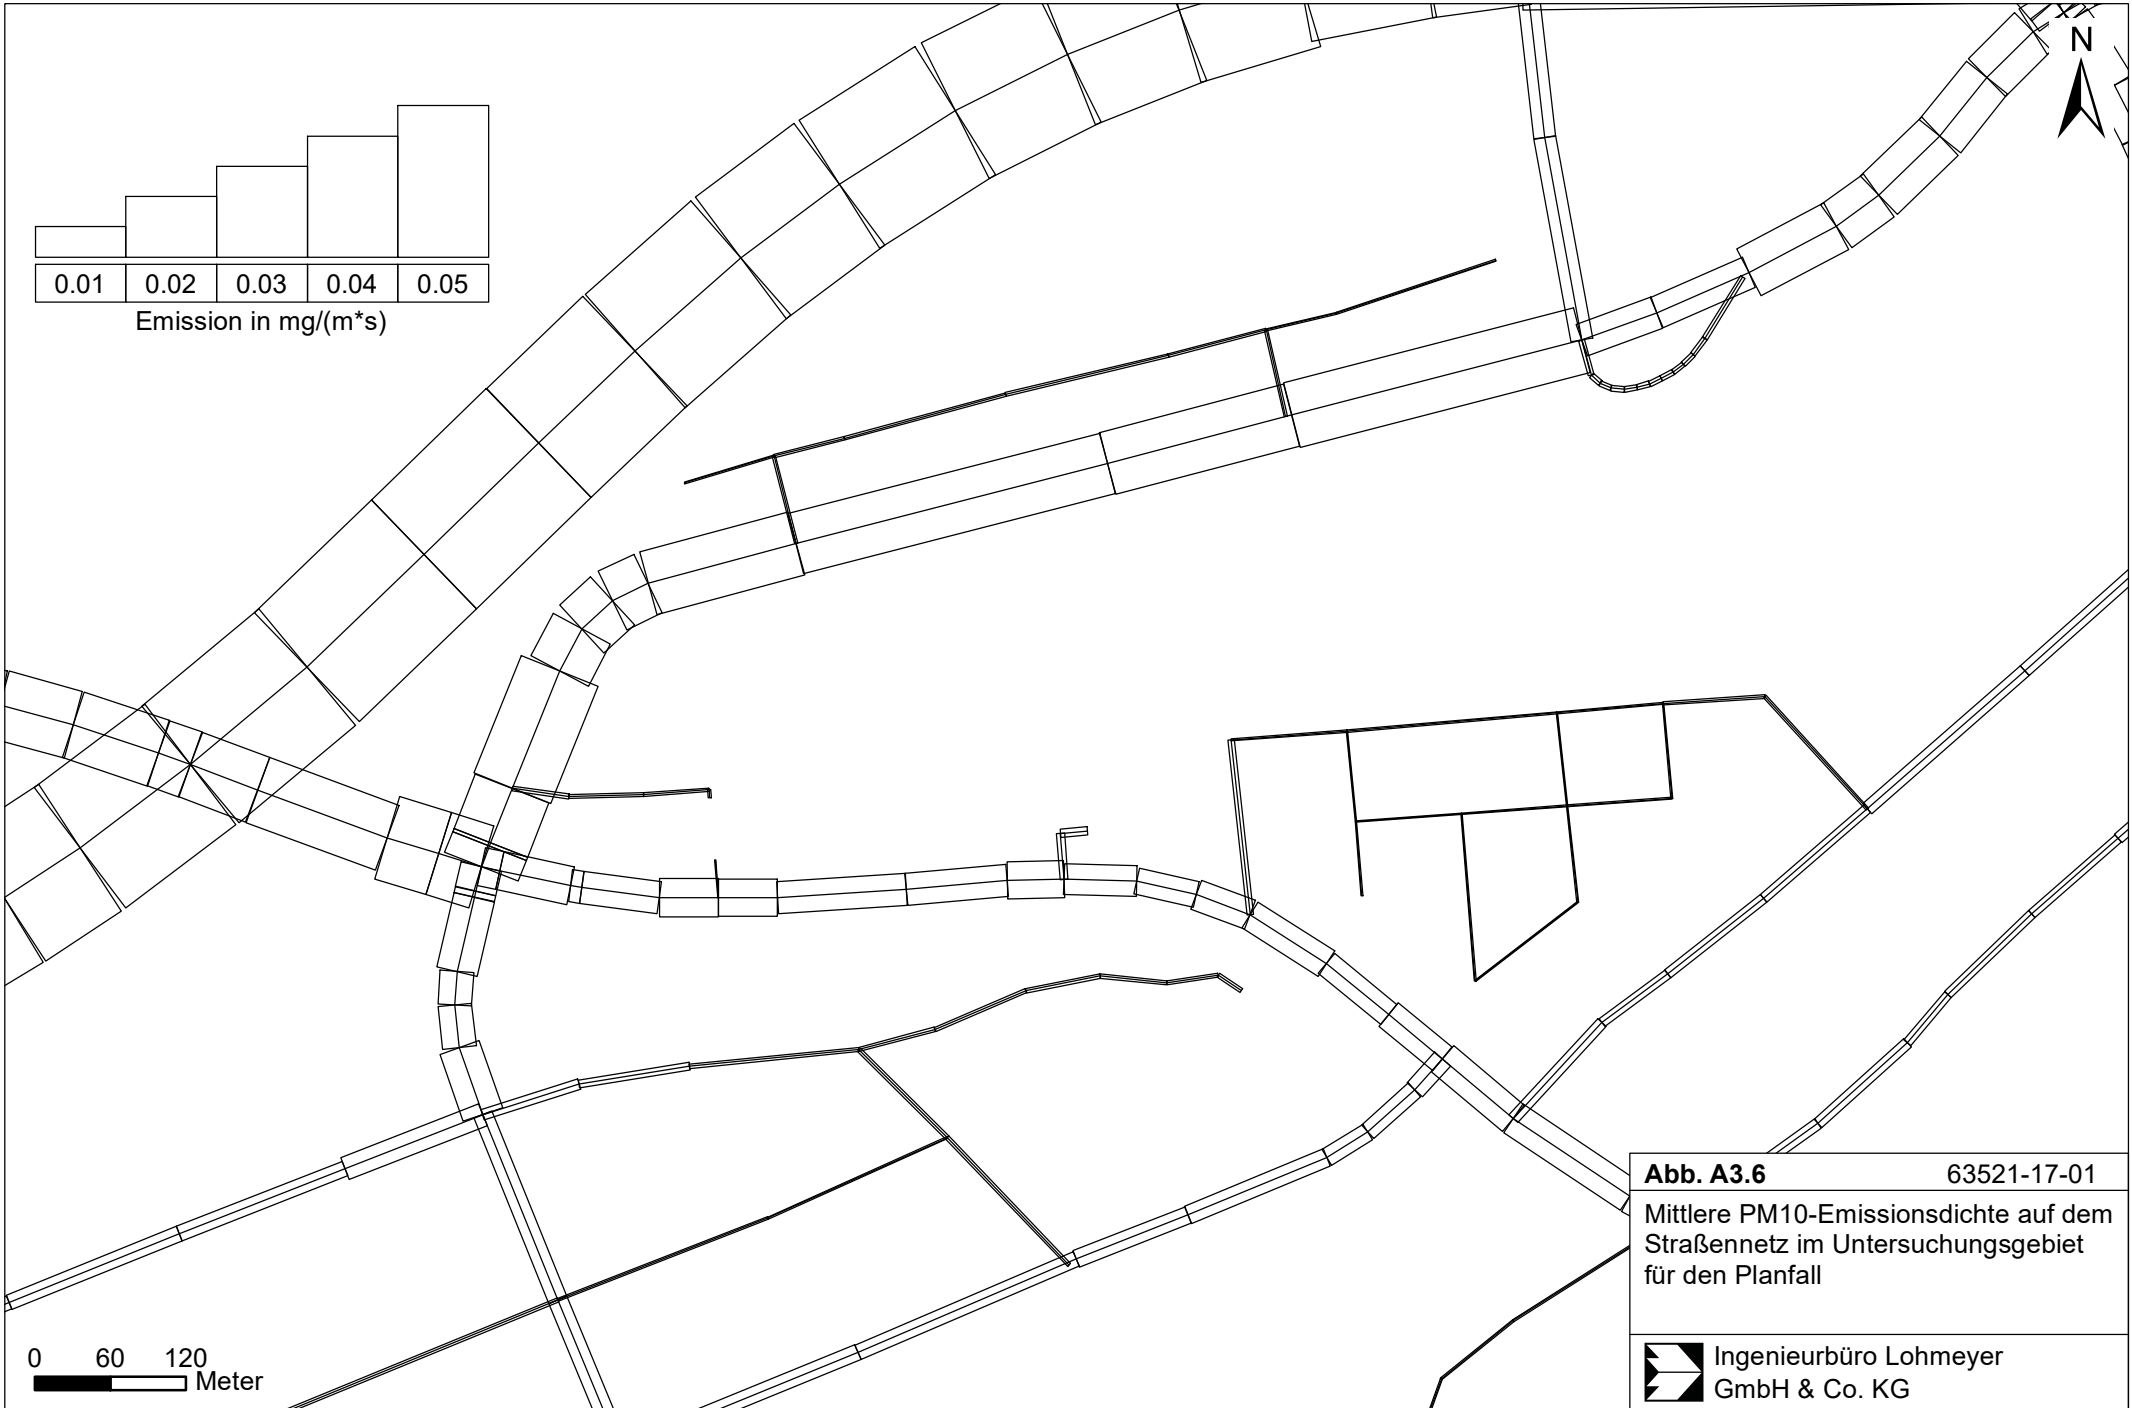 N
0.01 0.02 0.03 0.04 0.05
Emission in mg/(m*s)
Abb. A3.6 63521-17-01
Mittlere PM10-Emissionsdichte auf dem
Straßennetz im Untersuchungsgebiet
für den Planfall
0 60 120
Meter
Ingenieurbüro Lohmeyer
GmbH & Co. KG